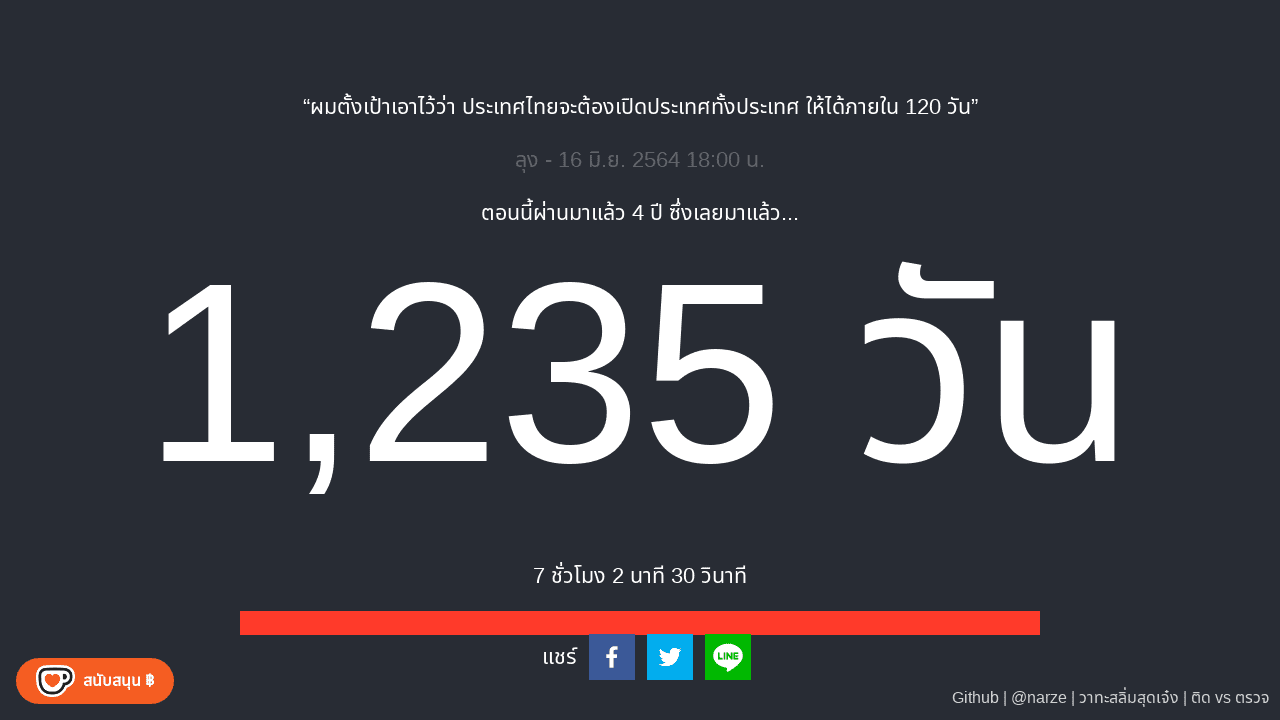 “ผมตั้งเป้าเอาไว้ว่า ประเทศไทยจะต้องเปิดประเทศทั้งประเทศ ให้ได้ภายใน 120 วัน”
ลุง - 16 มิ.ย. 2564 18:00 น.
ตอนนี้ผ่านมาแล้ว 4 ปี ซึ่งเลยมาแล้ว...
1,235 วัน
7 ชั่วโมง 2 นาที 30 วินาที
แชร์
LINE
สนับสนุน ฿
Github | @narze | วาทะสลิ่มสุดเจ๋ง | ติด vs ตรวจ